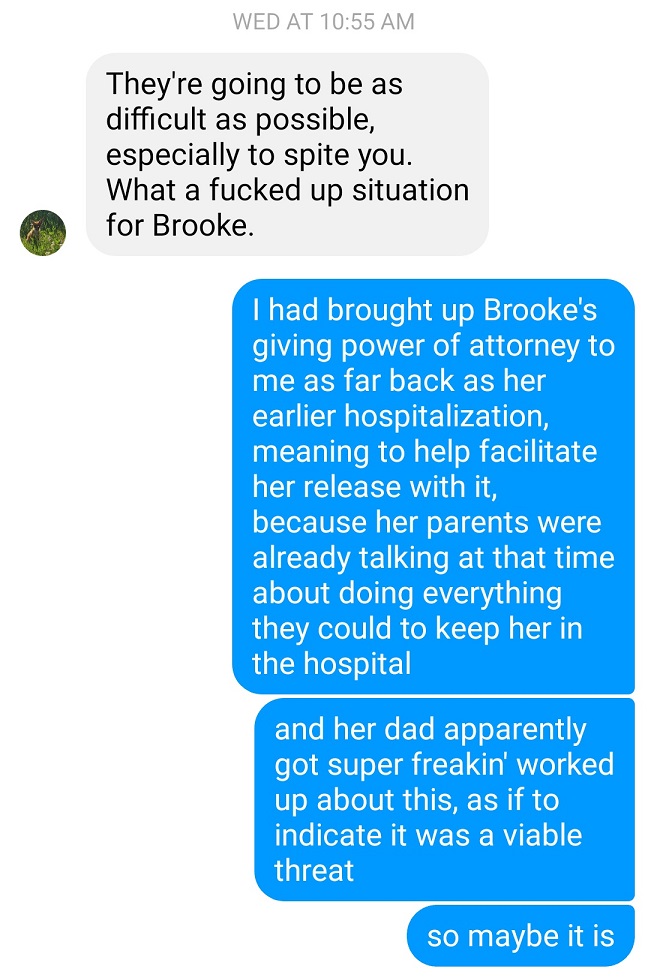 WED AT 10:55 AM
They're going to be as
difficult as possible,
especially to spite you.
What a fucked up situation
for Brooke.
I had brought up Brooke's
giving power of attorney to
me as far back as her
earlier hospitalization,
meaning to help facilitate
her release with it,
because her parents were
already talking at that time
about doing everything
they could to keep her in
the hospital
and her dad apparently
got super freakin' worked
up about this, as if to
indicate it was a viable
threat
so maybe it is